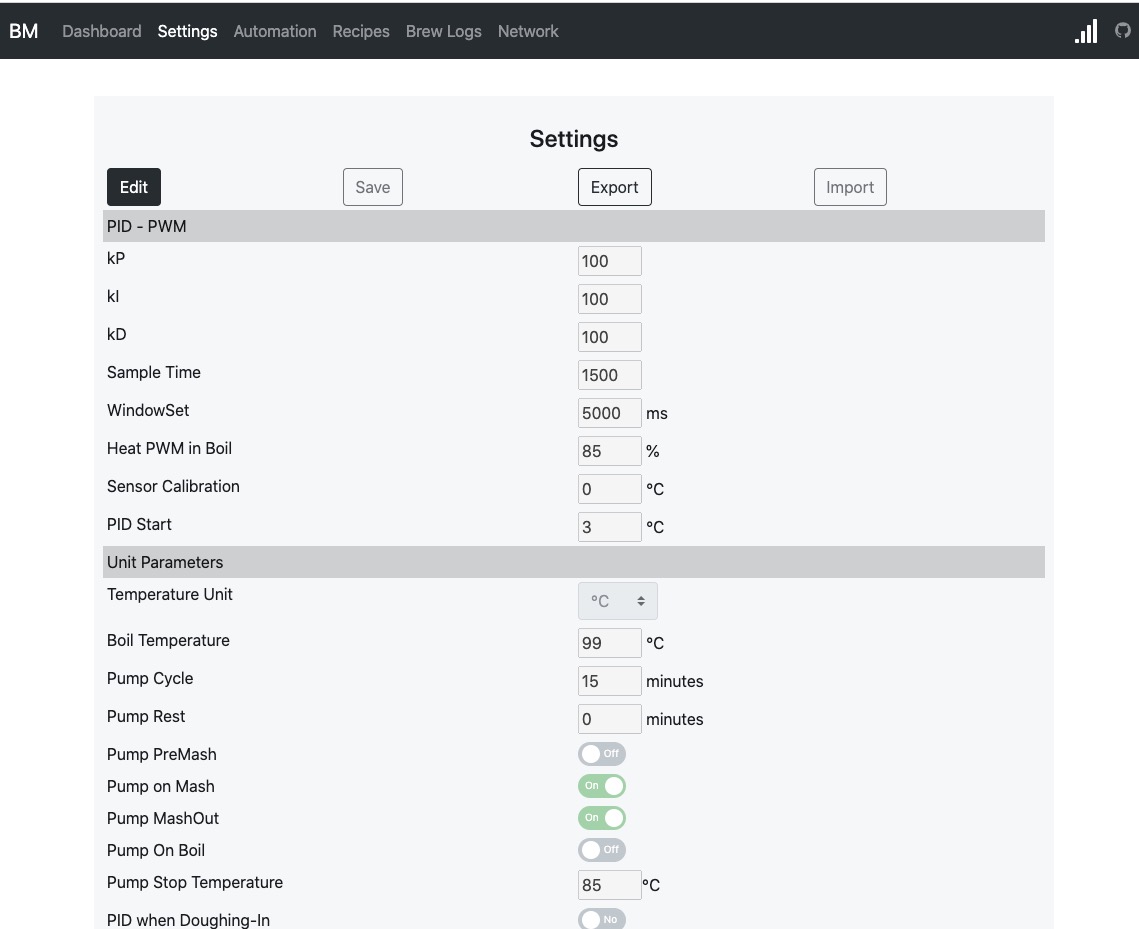 BM Dashboard Settings Automation Recipes Brew Logs Network
Settings
Edit Save Export Import
PID - PWM
kP 100
kI 100
kD 100
Sample Time 1500
WindowSet 5000 ms
Heat PWM in Boil 85 %
Sensor Calibration 0 °C
PID Start 3 °C
Unit Parameters
Temperature Unit °C
Boil Temperature 99 °C
Pump Cycle 15 minutes
Pump Rest 0 minutes
Pump PreMash Off
Pump on Mash On
Pump MashOut On
Pump On Boil Off
Pump Stop Temperature 85 °C
PID when Doughing-In No